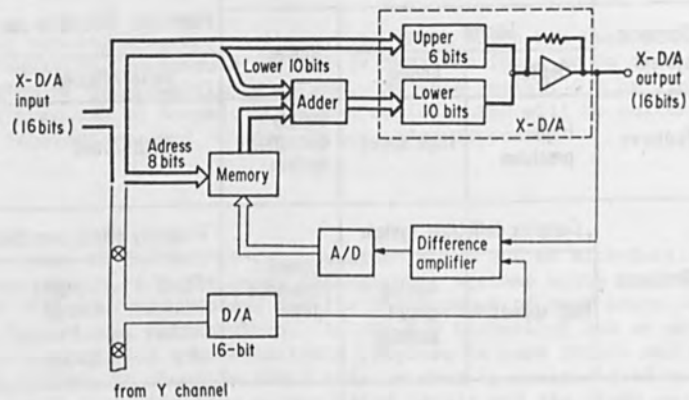 X-D/A
input
(16bits)
Lower 10 bits
Upper
6 bits
Lower
10 bits
X-D/A
X-D/A
output
(16bits)
Adder
Adress
8 bits
Memory
A/D
Difference
amplifier
D/A
16-bit
from Y channel